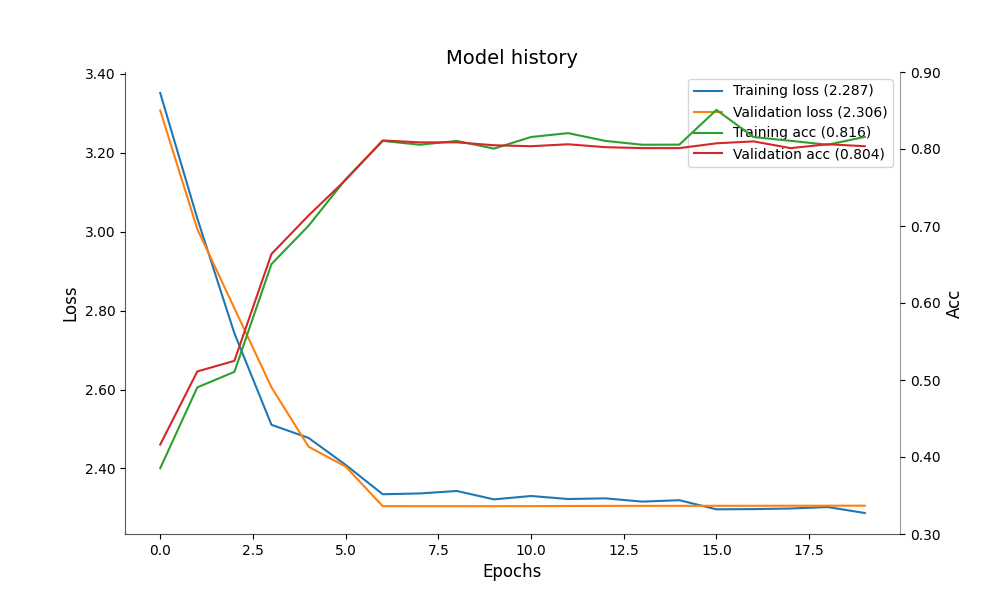 Model history
3.40
3.20
3.00
2.80
2.60
2.40
Loss
0.90
0.80
0.70
0.60
0.50
0.40
0.30
Acc
Training loss (2.287)
Validation loss (2.306)
Training acc (0.816)
Validation acc (0.804)
0.0 2.5 5.0 7.5 10.0 12.5 15.0 17.5
Epochs